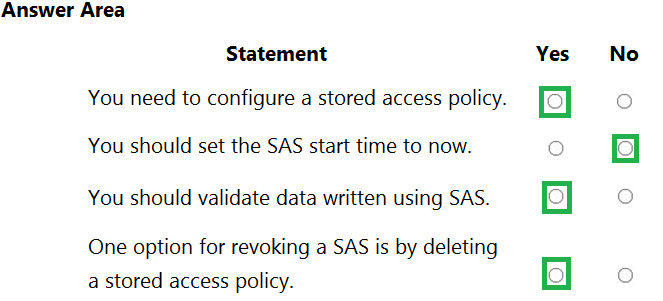 Answer Area
Statement Yes No
You need to configure a stored access policy.
You should set the SAS start time to now.
You should validate data written using SAS.
One option for revoking a SAS is by deleting
a stored access policy.